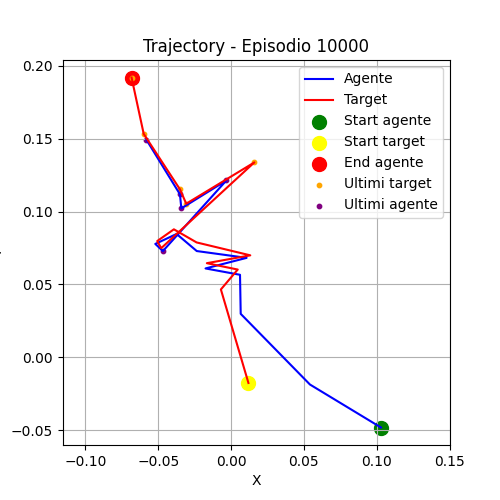 Trajectory - Episodio 10000
0.20
0.15
0.10
0.05
0.00
−0.05
−0.10
−0.05
0.00
0.05
0.10
0.15
X
Agente
Target
Start agente
Start target
End agente
Ultimi target
Ultimi agente